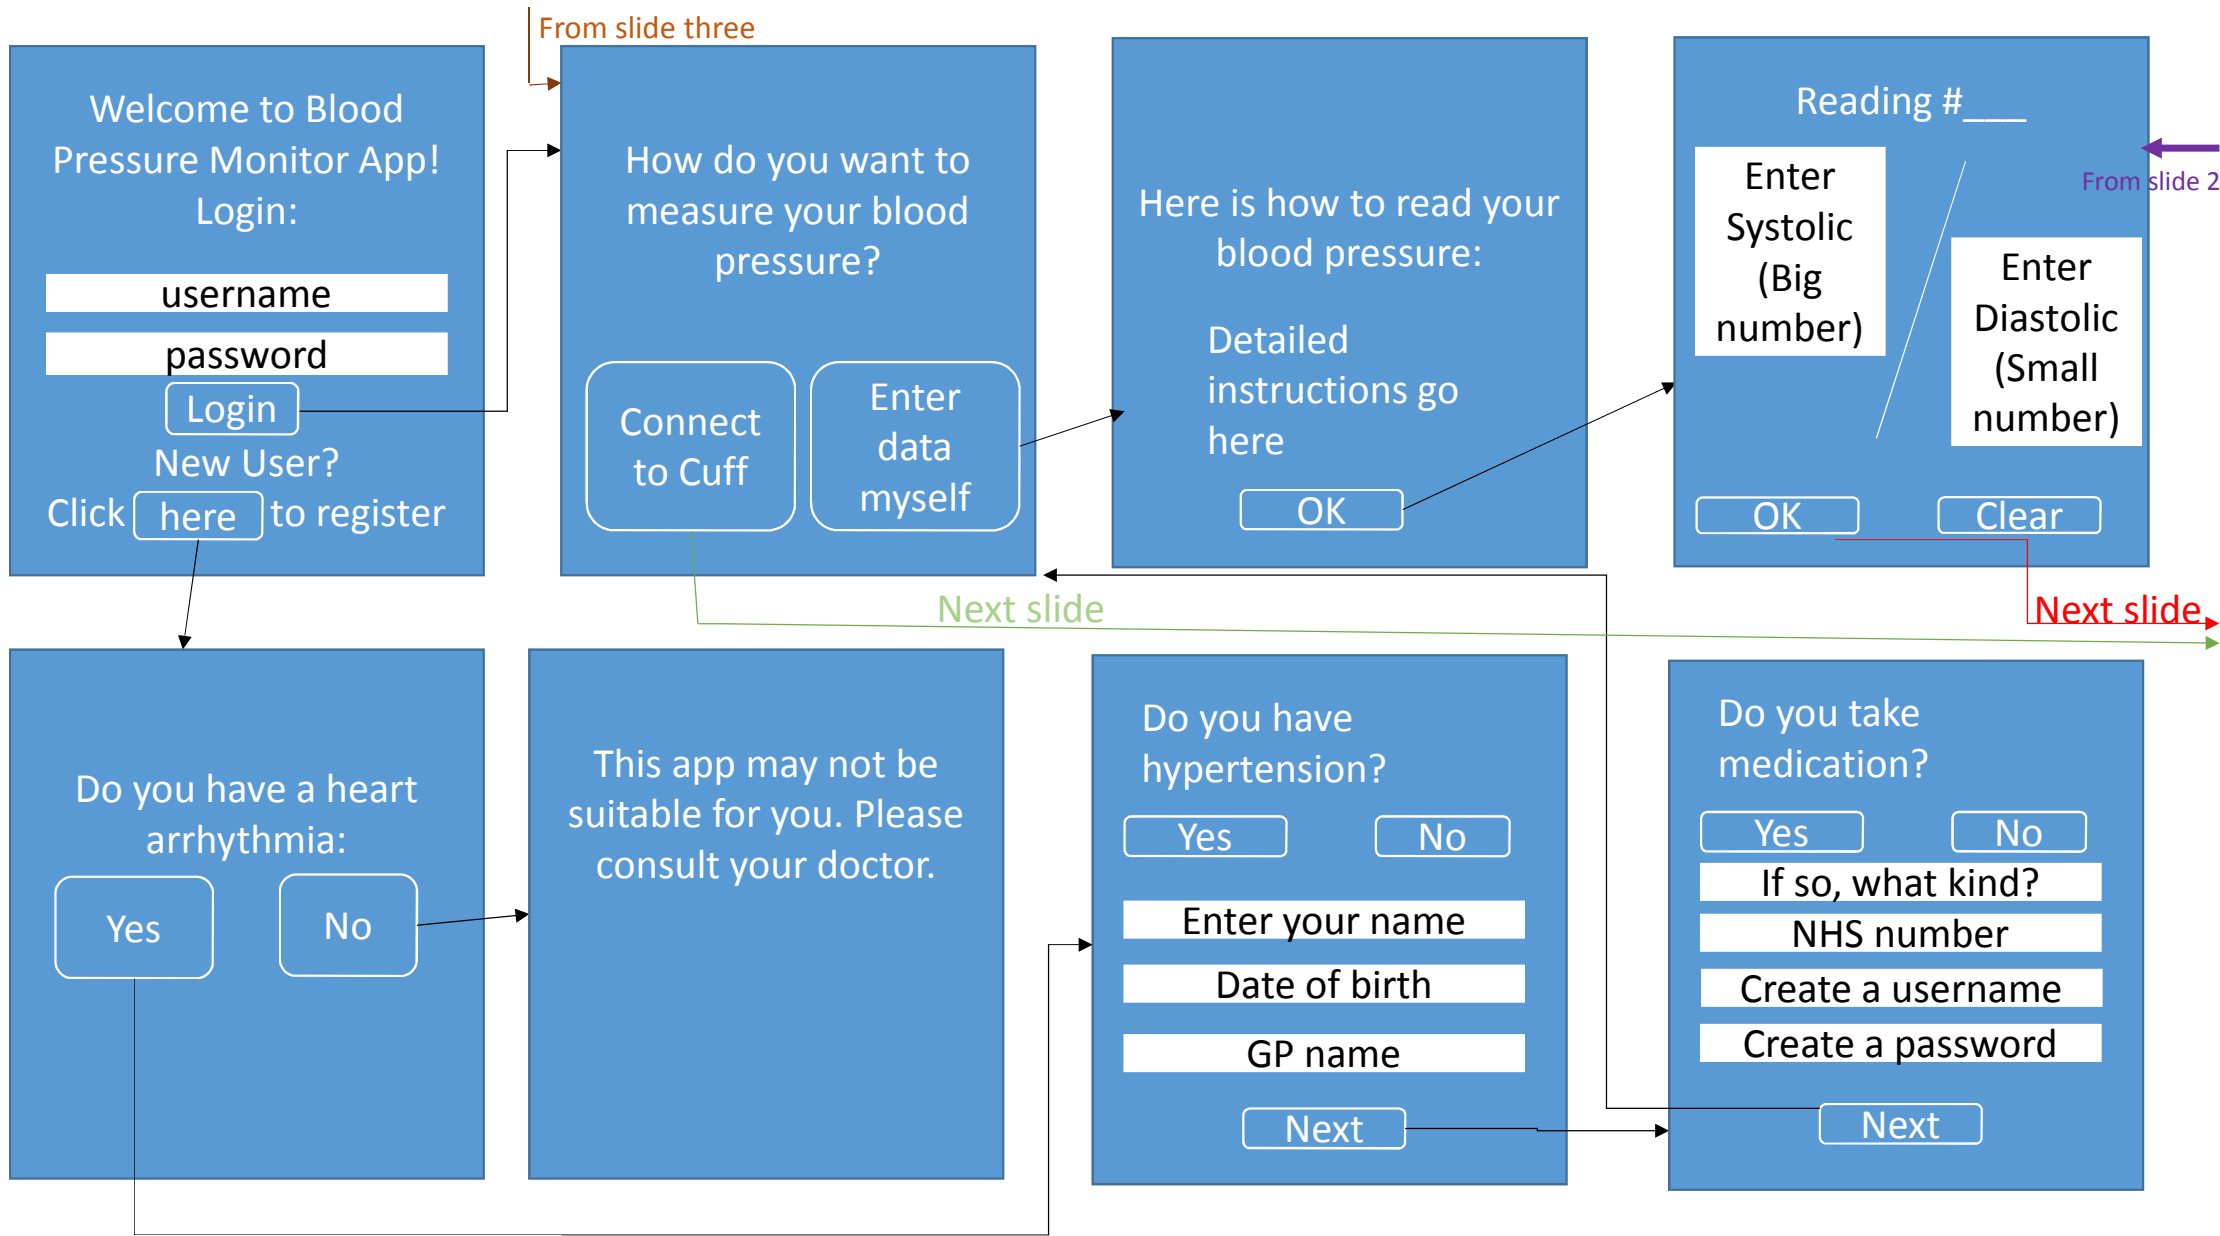 From slide three
Welcome to Blood
Pressure Monitor App!
Login:
username
password
Login
New User?
Click here to register
How do you want to
measure your blood
pressure?
Connect
to Cuff
Enter
data
myself
Here is how to read your
blood pressure:
Detailed
instructions go
here
OK
Reading #___
Enter
Systolic
(Big
number)
Enter
Diastolic
(Small
number)
OK
Clear
From slide 2
Next slide
Next slide
Do you have a heart
arrhythmia:
Yes
No
This app may not be
suitable for you. Please
consult your doctor.
Do you have
hypertension?
Yes
No
Enter your name
Date of birth
GP name
Next
Do you take
medication?
Yes
No
If so, what kind?
NHS number
Create a username
Create a password
Next